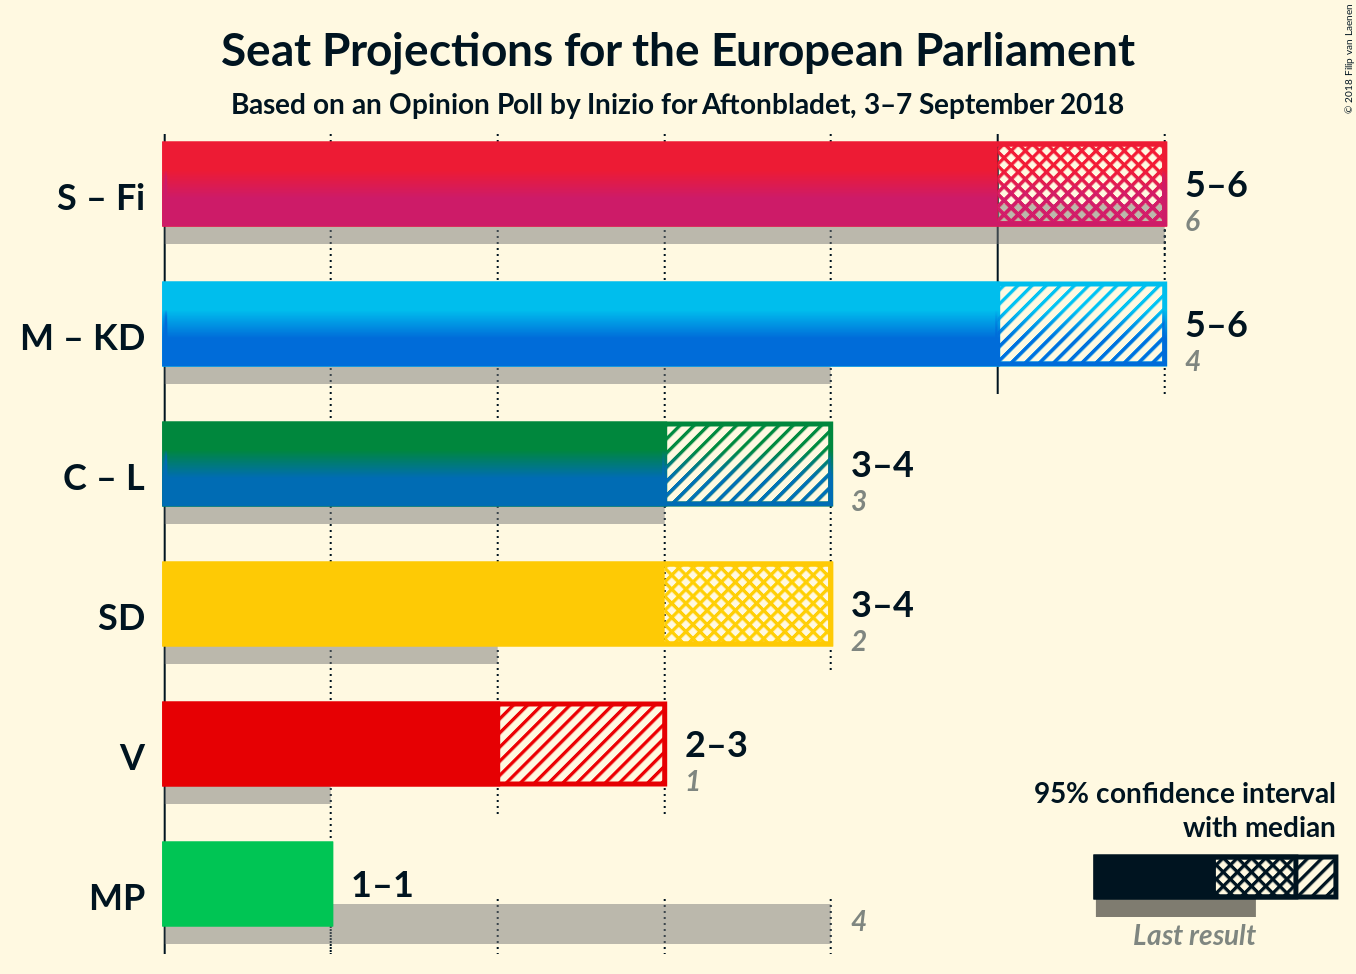 Seat Projections for the European Parliament
Based on an Opinion Poll by Inizio for Aftonbladet, 3–7 September 2018
© 2018 Filip van Laenen
S – Fi
5–6
6
M – KD
5–6
4
C – L
3–4
3
SD
3–4
2
V
2–3
1
MP
1–1
4
95% confidence interval
with median
Last result